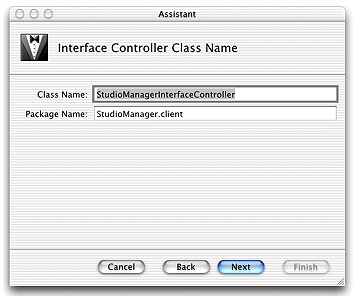 Assistant
Interface Controller Class Name
Class Name: StudioManagerInterfaceController
Package Name: StudioManager.client
Cancel Back Next Finish